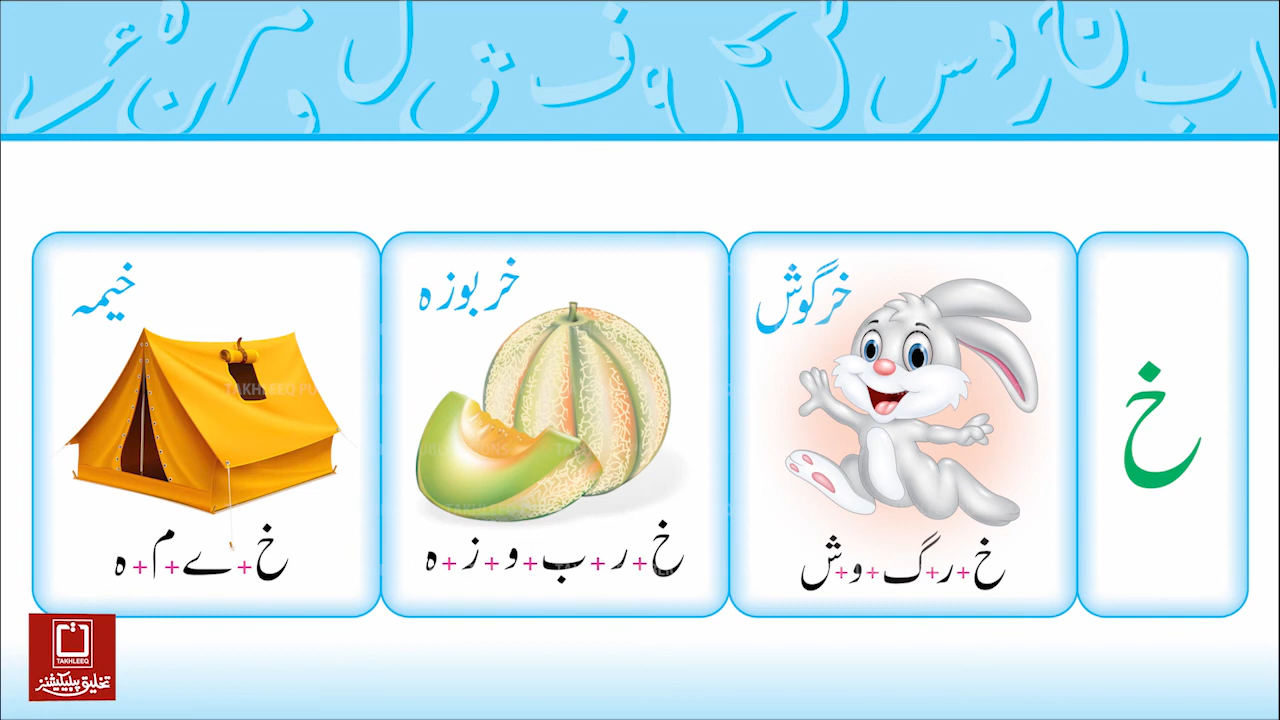 ا ب ن ر د س ک ں و ف ق ل و م ن ہ ء ے
خ
خرگوش
خ+ر+گ+و+ش
خربوزہ
خ+ر+ب+و+ز+ہ
خیمہ
خ+ے+م+ہ
TAKHLEEQ
تخلیق پبلیکیشنز